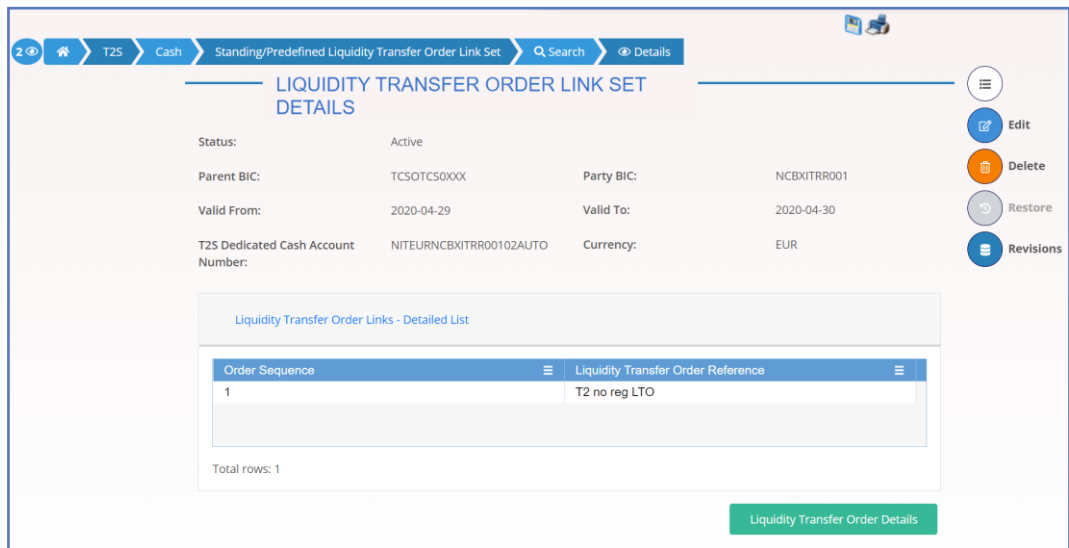 2
T2S
Cash
Standing/Predefined Liquidity Transfer Order Link Set
Search
Details
LIQUIDITY TRANSFER ORDER LINK SET
DETAILS
Status: Active
Parent BIC: TCSOTCS0XXX Party BIC: NCBXITRR001
Valid From: 2020-04-29 Valid To: 2020-04-30
T2S Dedicated Cash Account NITEURNCBXITRR00102AUTO Currency: EUR
Number:
Edit
Delete
Restore
Revisions
Liquidity Transfer Order Links - Detailed List
Order Sequence Liquidity Transfer Order Reference
1 T2 no reg LTO
Total rows: 1
Liquidity Transfer Order Details